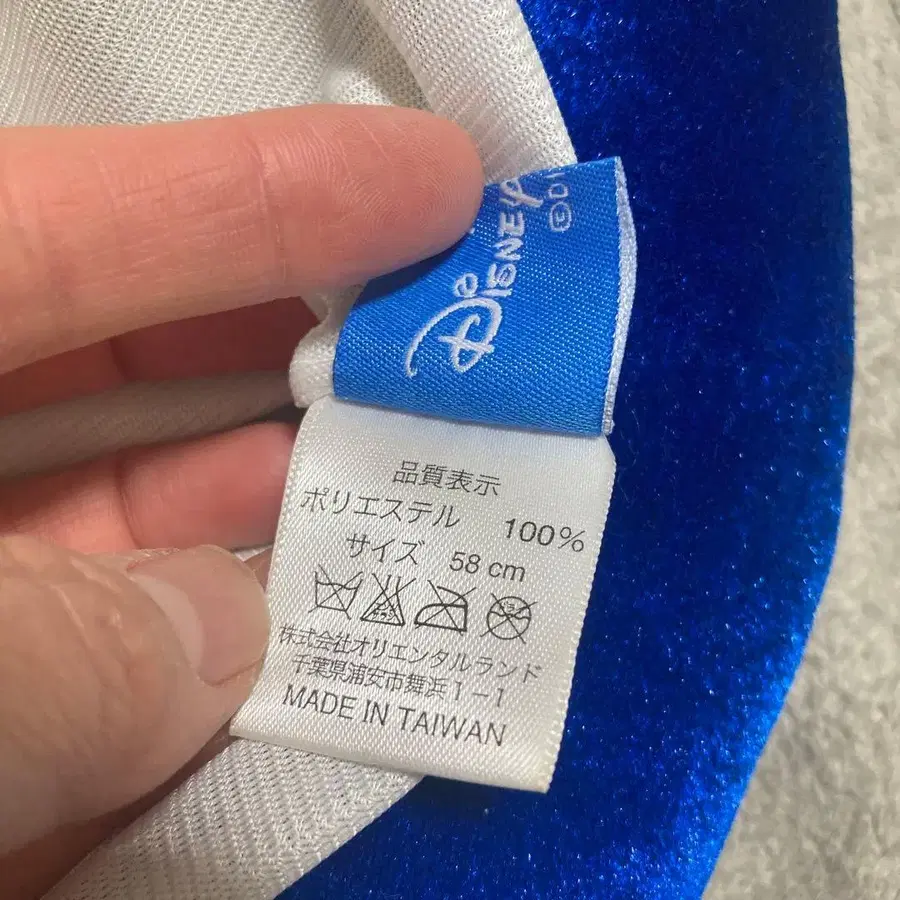 Disney
品質表示
ポリエステル 100%
サイズ 58 cm
株式会社オリエンタルランド
千葉県浦安市舞浜1-1
MADE IN TAIWAN